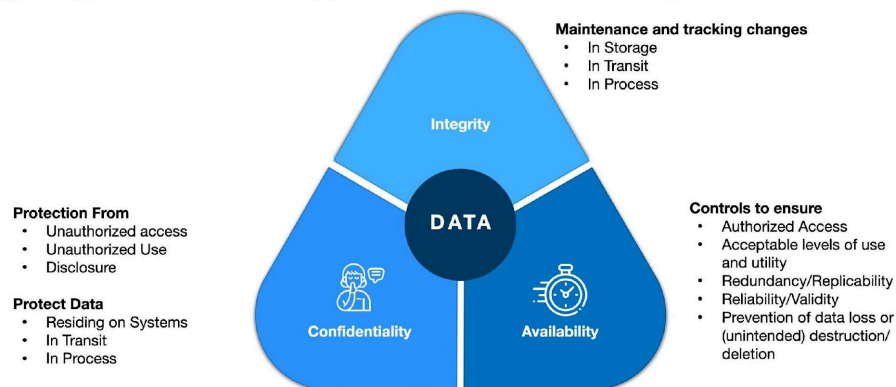 Maintenance and tracking changes
• In Storage
• In Transit
• In Process
Integrity
DATA
Protection From
• Unauthorized access
• Unauthorized Use
• Disclosure
Protect Data
• Residing on Systems
• In Transit
• In Process
Confidentiality
Availability
Controls to ensure
• Authorized Access
• Acceptable levels of use
and utility
• Redundancy/Replicability
• Reliability/Validity
• Prevention of data loss or
(unintended) destruction/
deletion